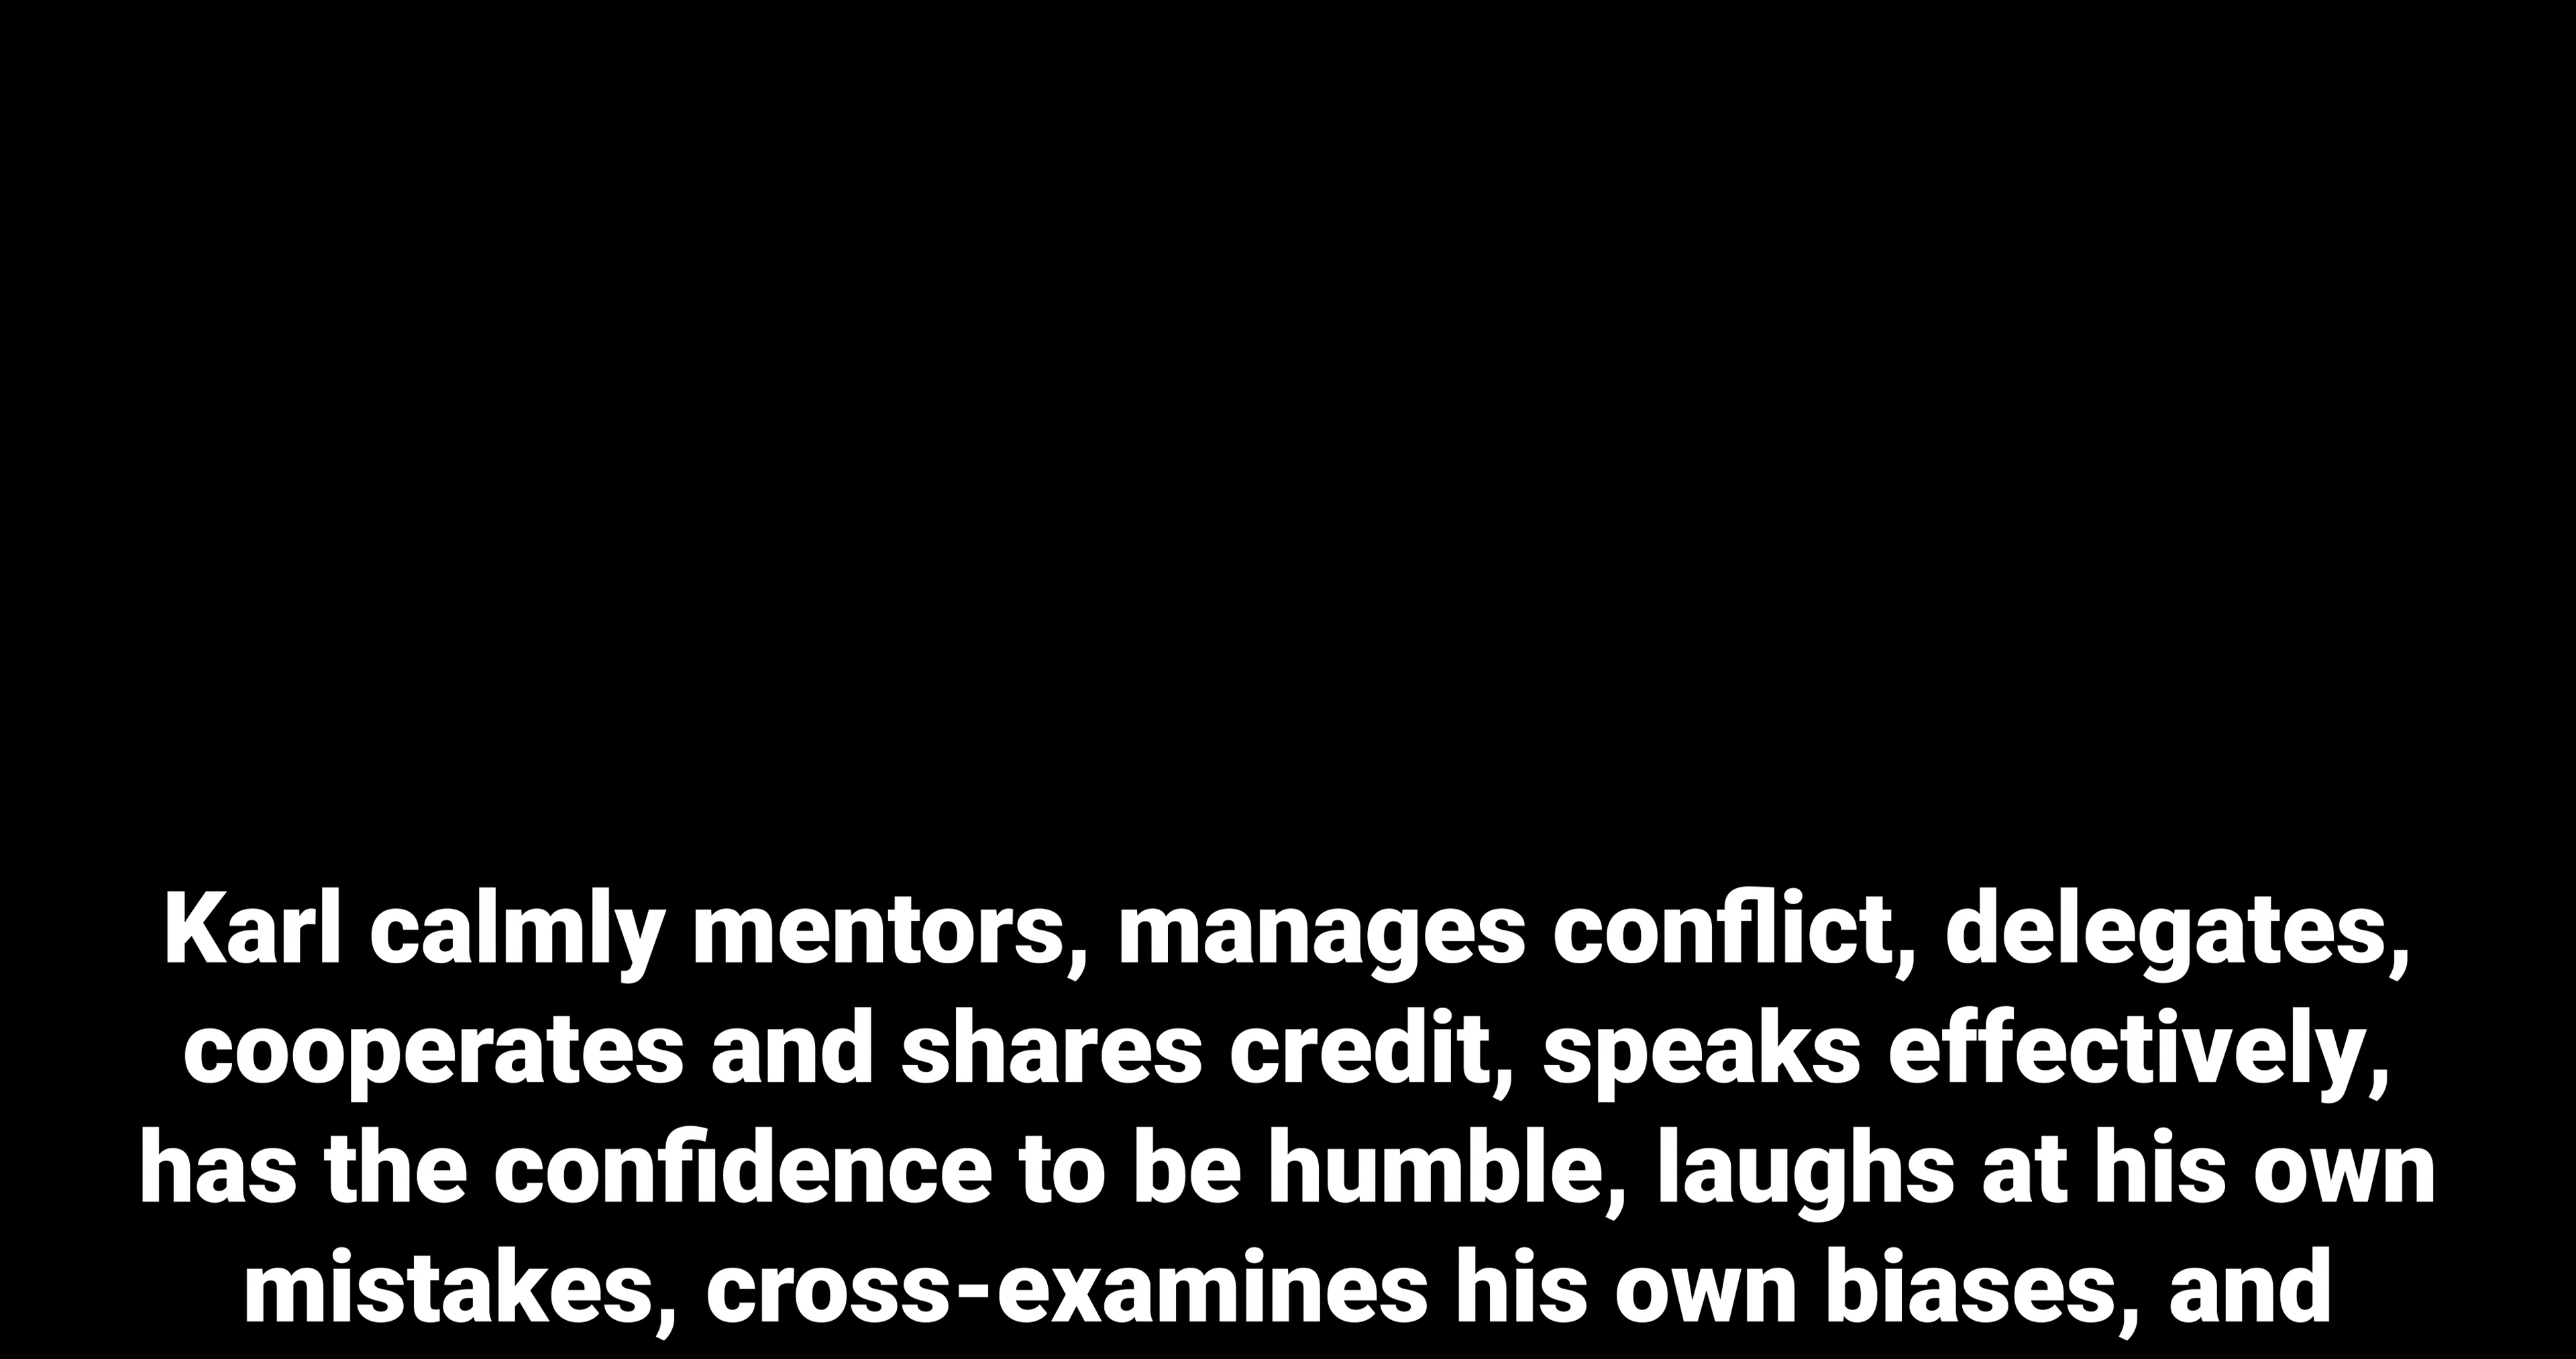 Karl calmly mentors, manages conflict, delegates,
cooperates and shares credit, speaks effectively,
has the confidence to be humble, laughs at his own
mistakes, cross-examines his own biases, and